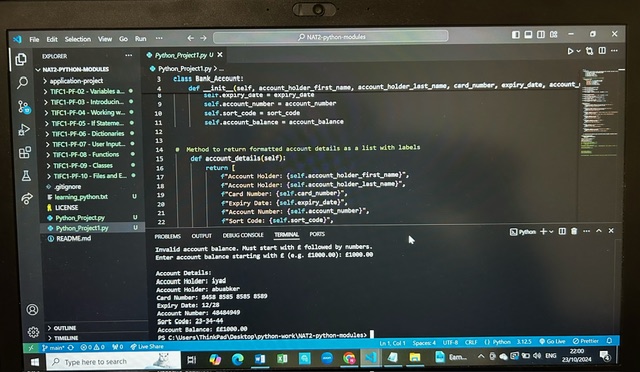 File Edit Selection View Go Run ... NAT2-python-modules
EXPLORER
NAT2-PYTHON-MODULES
application-project
TIFC1-PF-02 - Variables a...
TIFC1-PF-03 - Introducin...
TIFC1-PF-04 - Working w...
TIFC1-PF-05 - If Stateme...
TIFC1-PF-06 - Dictionaries
TIFC1-PF-07 - User Input...
TIFC1-PF-08 - Functions
TIFC1-PF-09 - Classes
TIFC1-PF-10 - Files and E...
.gitignore
learning_python.txt U
LICENSE
Python_Project.py U
Python_Project1.py U
README.md
OUTLINE
TIMELINE
Python_Project1.py U
Python_Project1.py > ...
3 class Bank_Account:
4 def __init__(self, account_holder_first_name, account_holder_last_name, card_number, expiry_date, account_
8 self.expiry_date = expiry_date
9 self.account_number = account_number
10 self.sort_code = sort_code
11 self.account_balance = account_balance
12
13
14 # Method to return formatted account details as a list with labels
15 def account_details(self):
16 return [
17 f"Account Holder: {self.account_holder_first_name}",
18 f"Account Holder: {self.account_holder_last_name}",
19 f"Card Number: {self.card_number}",
20 f"Expiry Date: {self.expiry_date}",
21 f"Account Number: {self.account_number}",
22 f"Sort Code: {self.sort_code}",
PROBLEMS OUTPUT DEBUG CONSOLE TERMINAL PORTS
Python
Invalid account balance. Must start with £ followed by numbers.
Enter account balance starting with £ (e.g. £1000.00): £1000.00
Account Details:
Account Holder: iyad
Account Holder: abuabker
Card Number: 8458 8585 8585 8589
Expiry Date: 12/28
Account Number: 48484949
Sort Code: 23-34-44
Account Balance: ££1000.00
PS C:\Users\ThinkPad\Desktop\python-work\NAT2-python-modules>
main* 0 0 0 Live Share Ln 1, Col 1 Spaces: 4 UTF-8 CRLF Python 3.12.5 Go Live Prettier
Type here to search
Earn...
ENG
22:00
23/10/2024